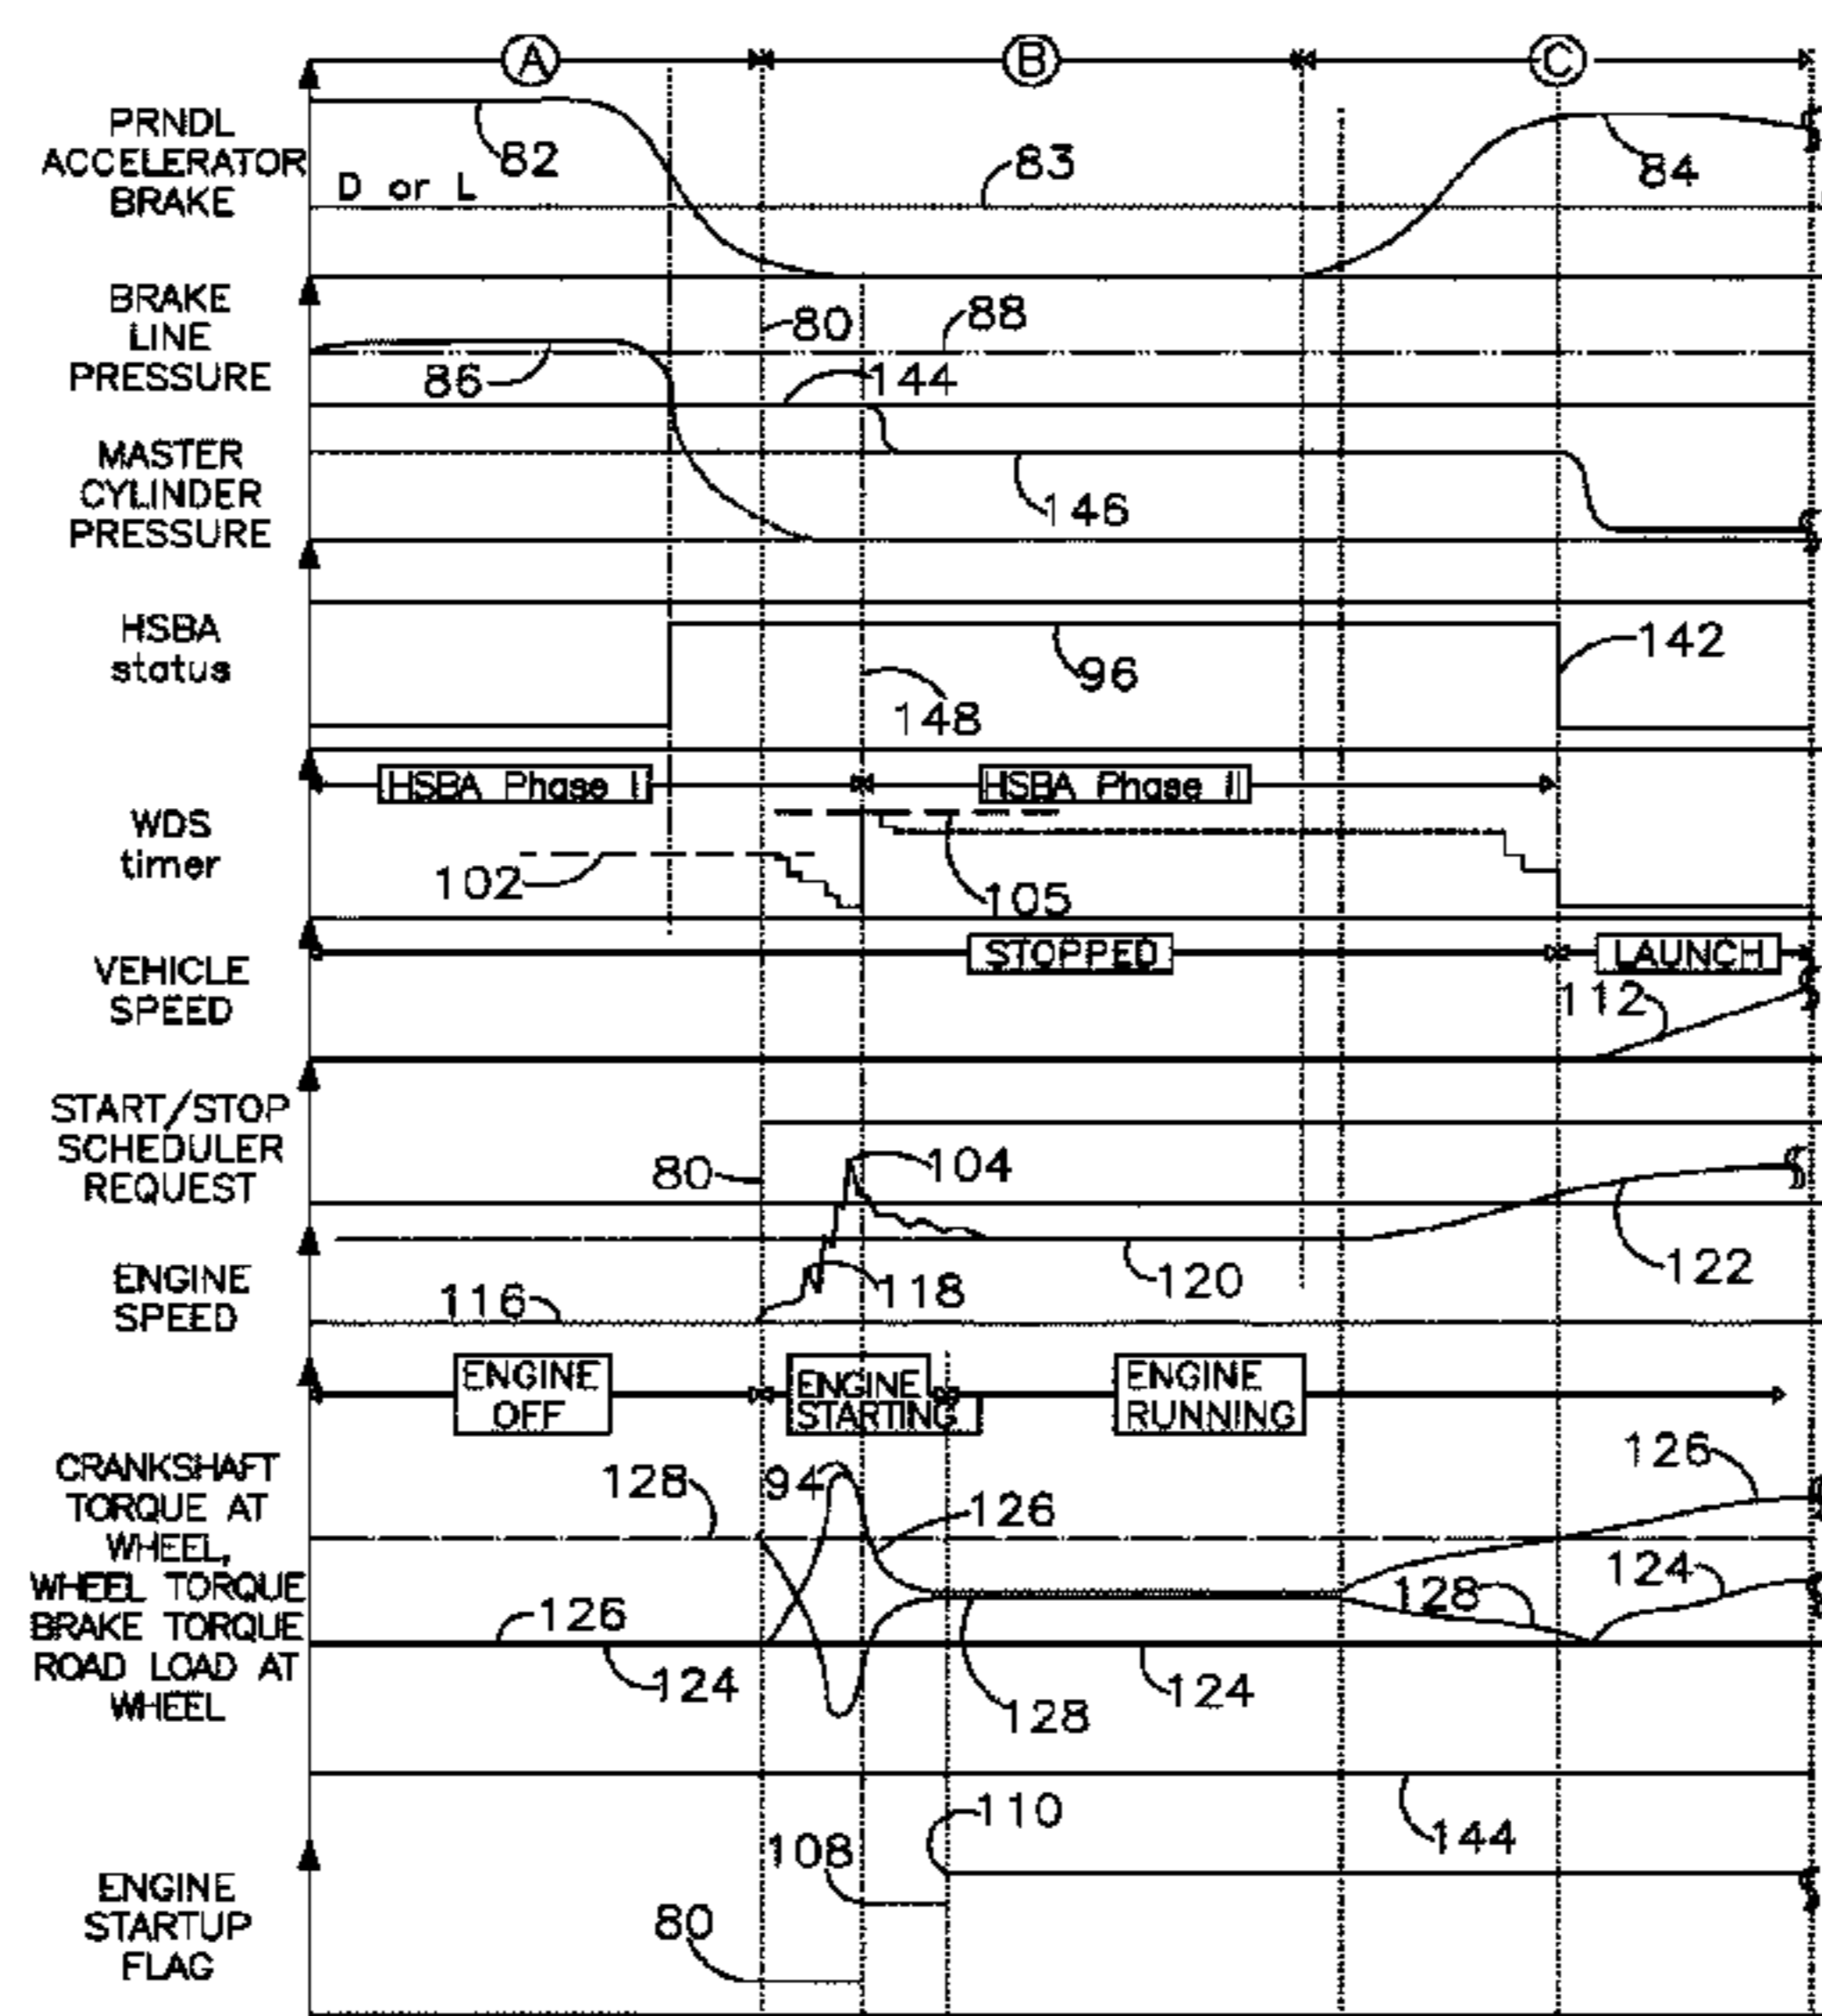 A
B
C
PRNDL
ACCELERATOR
BRAKE
82
D or L
83
84
BRAKE
LINE
PRESSURE
80
88
86
144
MASTER
CYLINDER
PRESSURE
146
HSBA
status
96
142
148
HSBA Phase I
HSBA Phase II
WDS
timer
102
105
STOPPED
LAUNCH
VEHICLE
SPEED
112
START/STOP
SCHEDULER
REQUEST
80
104
ENGINE
SPEED
116
118
120
122
ENGINE
OFF
ENGINE
STARTING
ENGINE
RUNNING
CRANKSHAFT
TORQUE AT
WHEEL,
WHEEL TORQUE
BRAKE TORQUE
ROAD LOAD AT
WHEEL
128
94
126
126
128
124
126
124
128
124
110
144
108
ENGINE
STARTUP
FLAG
80